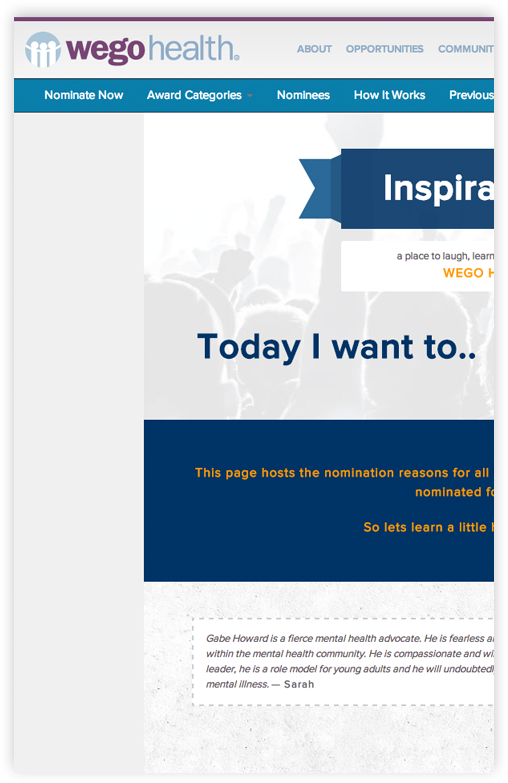 wego health®
ABOUT OPPORTUNITIES COMMUNIT
Nominate Now Award Categories Nominees How It Works Previous
Inspira
a place to laugh, learn
WEGO H
Today I want to..
This page hosts the nomination reasons for all
nominated fo
So lets learn a little h
Gabe Howard is a fierce mental health advocate. He is fearless a
within the mental health community. He is compassionate and wi
leader, he is a role model for young adults and he will undoubtedl
mental illness. — Sarah